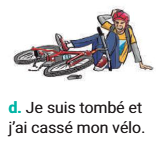 d. Je suis tombé et
j'ai cassé mon vélo.